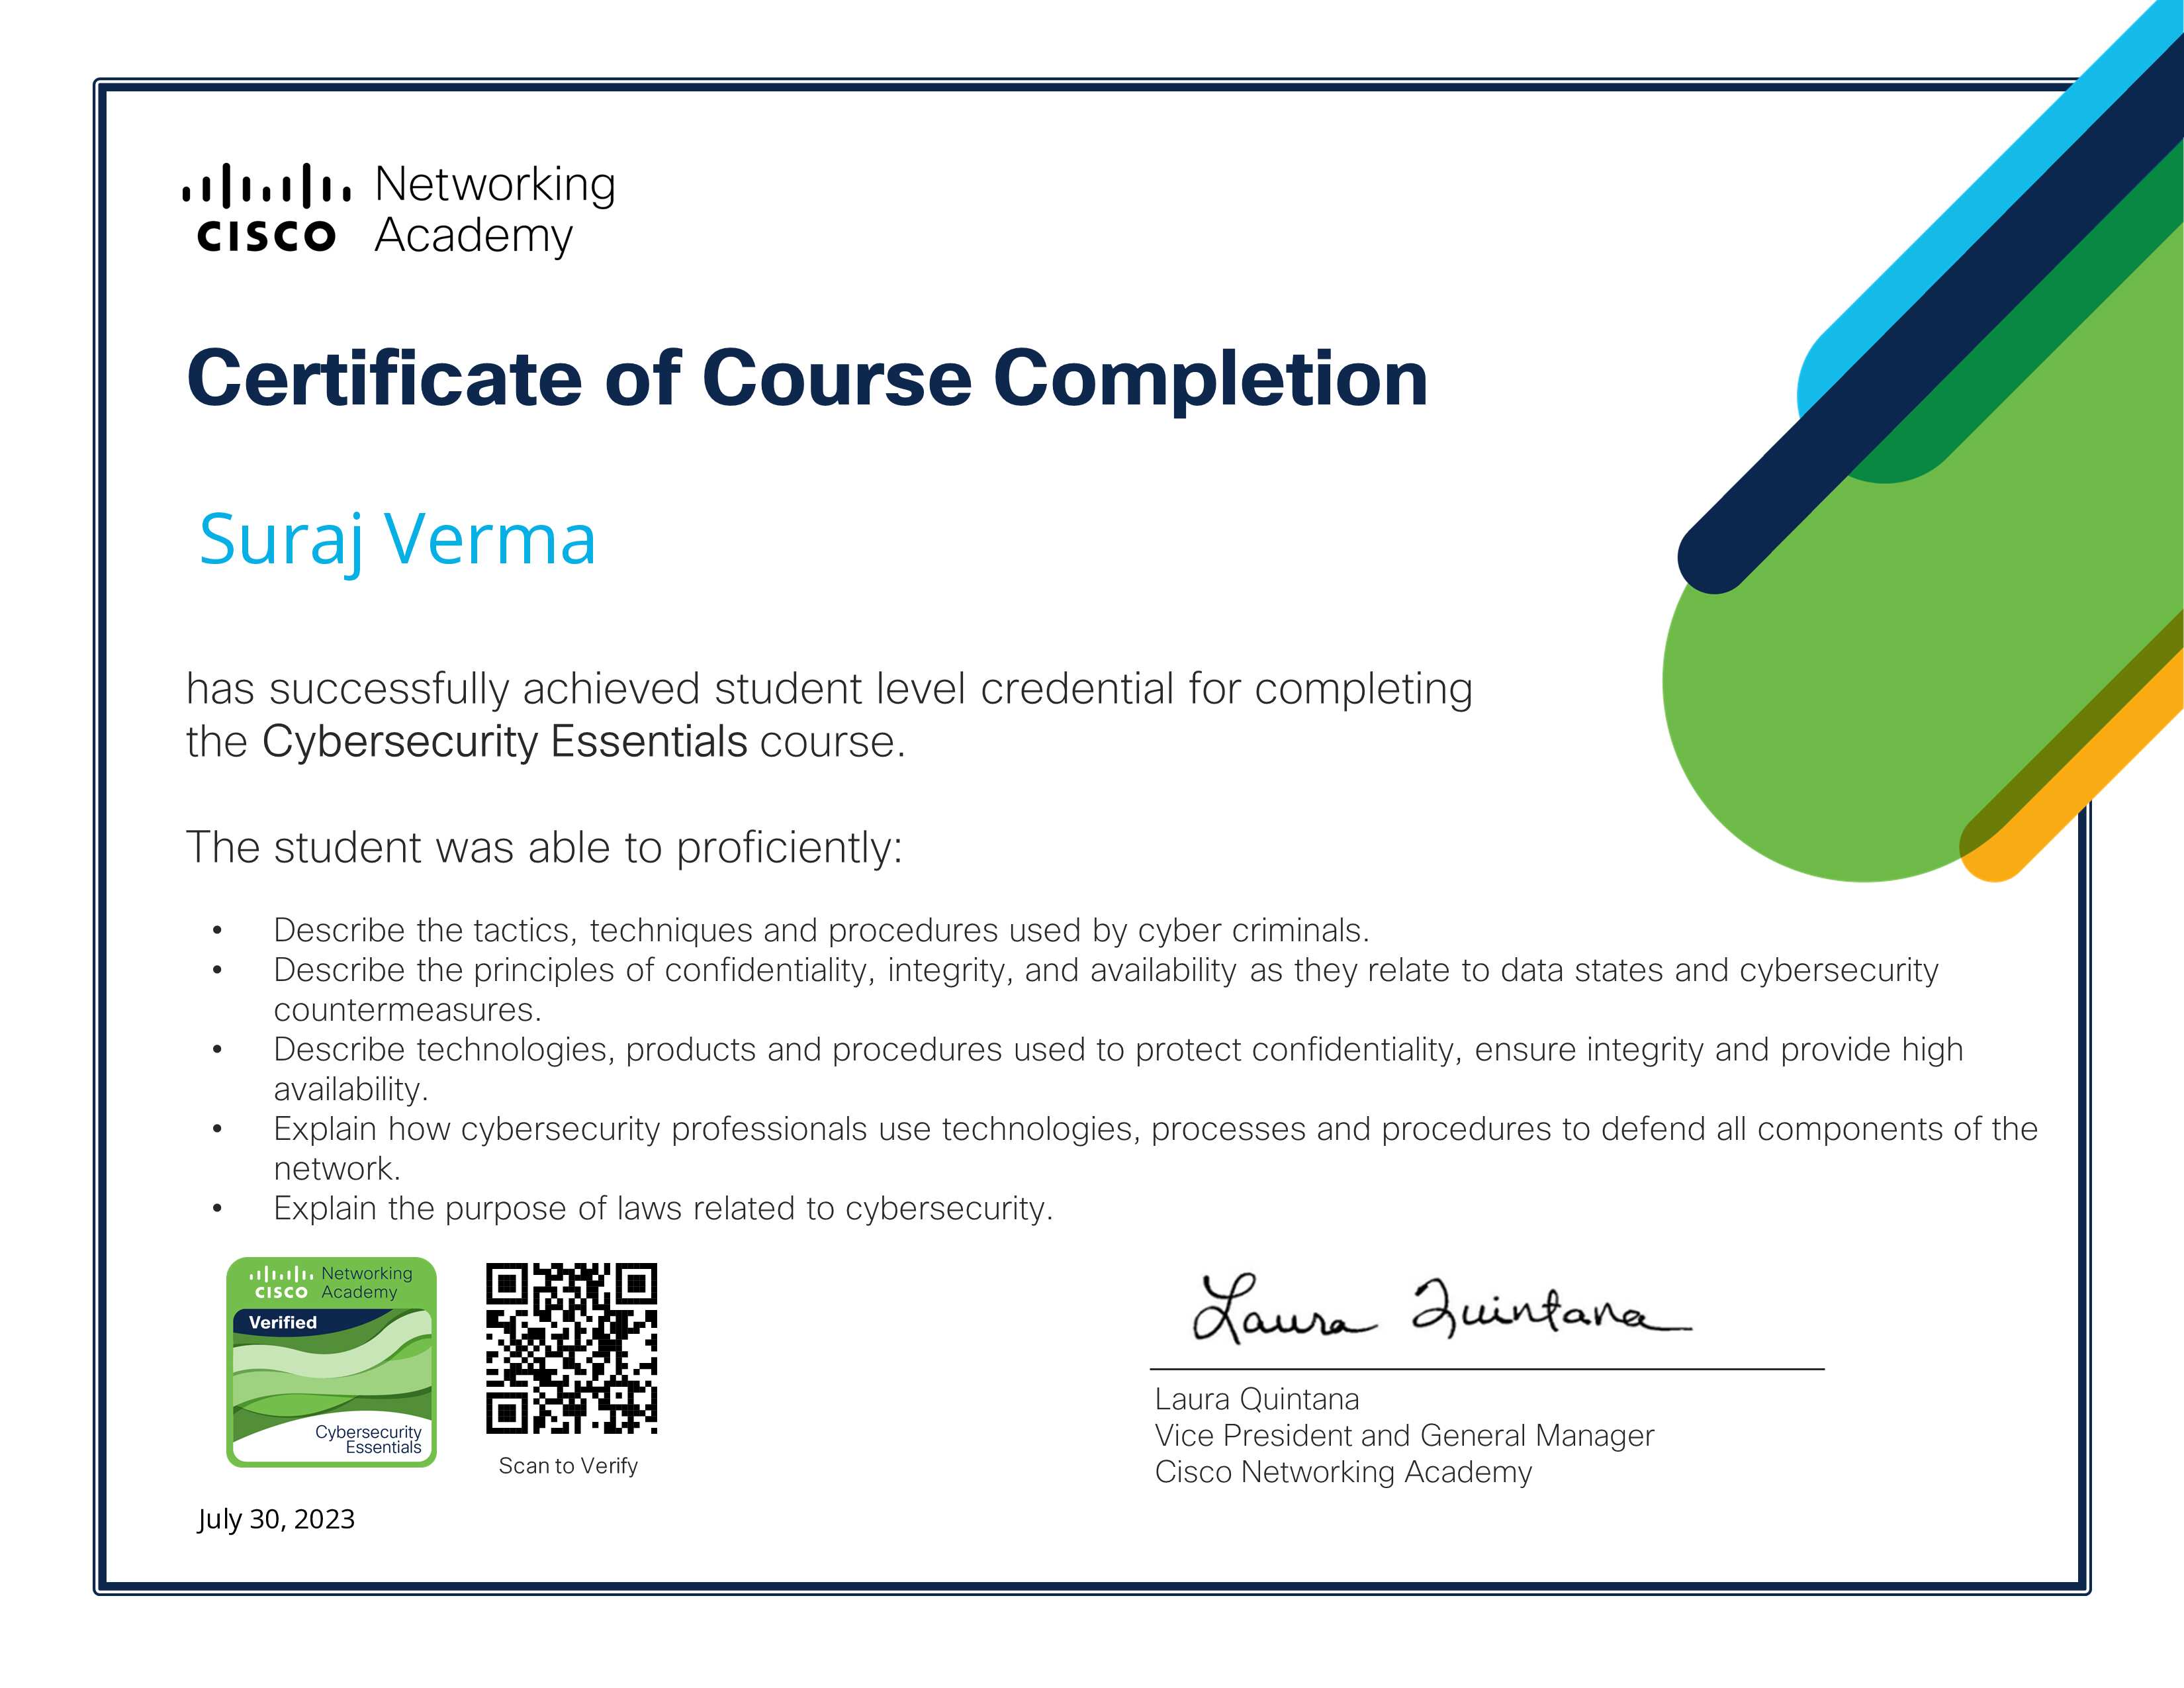 Networking
Academy
CISCO
Certificate of Course Completion
Suraj Verma
has successfully achieved student level credential for completing
the Cybersecurity Essentials course.
The student was able to proficiently:
• Describe the tactics, techniques and procedures used by cyber criminals.
• Describe the principles of confidentiality, integrity, and availability as they relate to data states and cybersecurity
countermeasures.
• Describe technologies, products and procedures used to protect confidentiality, ensure integrity and provide high
availability.
• Explain how cybersecurity professionals use technologies, processes and procedures to defend all components of the
network.
• Explain the purpose of laws related to cybersecurity.
Networking
CISCO Academy
Verified
Cybersecurity
Essentials
Scan to Verify
July 30, 2023
Laura Quintana
Laura Quintana
Vice President and General Manager
Cisco Networking Academy